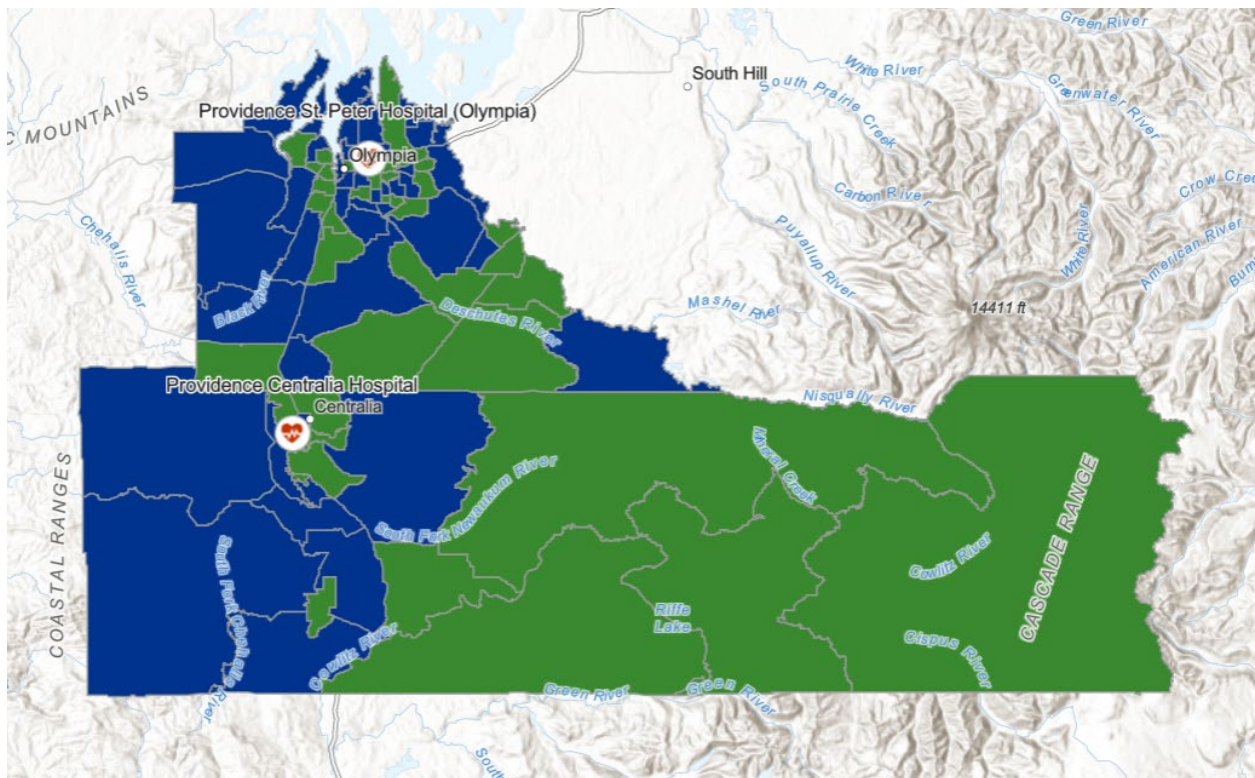 Green River
White River
South Hill
South Prairie
Creek
Greenwater
River
C MOUNTAINS
Providence St. Peter Hospital (Olympia)
Olympia
Carbon River
Crow Cree
Chehalis River
Puyallup River
White River
American River
Bum
Black River
Mashel River
14411 ft
Deschutes River
Providence Centralia Hospital
Centralia
Nisqually River
COASTAL RANGES
Mineral Creek
South Fork Newaukum River
CASCADE RANGE
Cowlitz River
South Fork Chehalis
River
Riffe
Lake
Cowlitz River
Cispus River
Green River
Green River
South